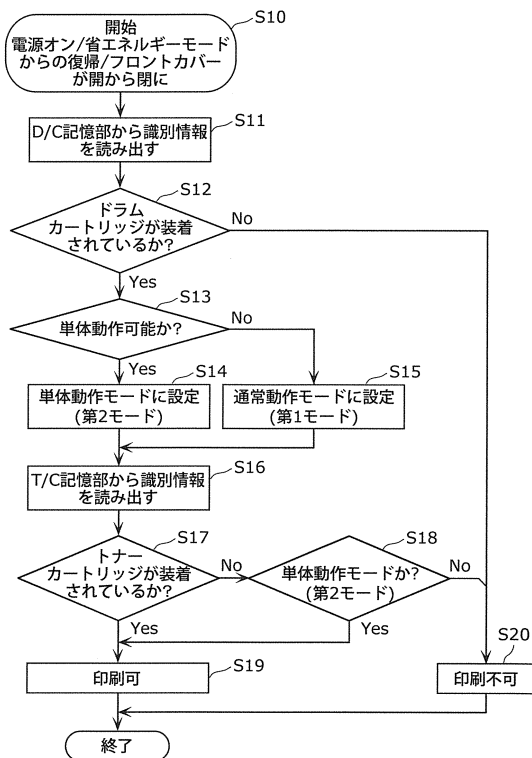 S10
開始
電源オン/省エネルギーモード
からの復帰/フロントカバー
が開から閉に
S11
D/C記憶部から識別情報
を読み出す
S12
ドラム
カートリッジが装着
されているか?
No
Yes
S13
単体動作可能か?
No
Yes
S14
単体動作モードに設定
(第2モード)
S15
通常動作モードに設定
(第1モード)
S16
T/C記憶部から識別情報
を読み出す
S17
トナー
カートリッジが装着
されているか?
No
Yes
S18
単体動作モードか?
(第2モード)
No
Yes
S19
印刷可
S20
印刷不可
終了